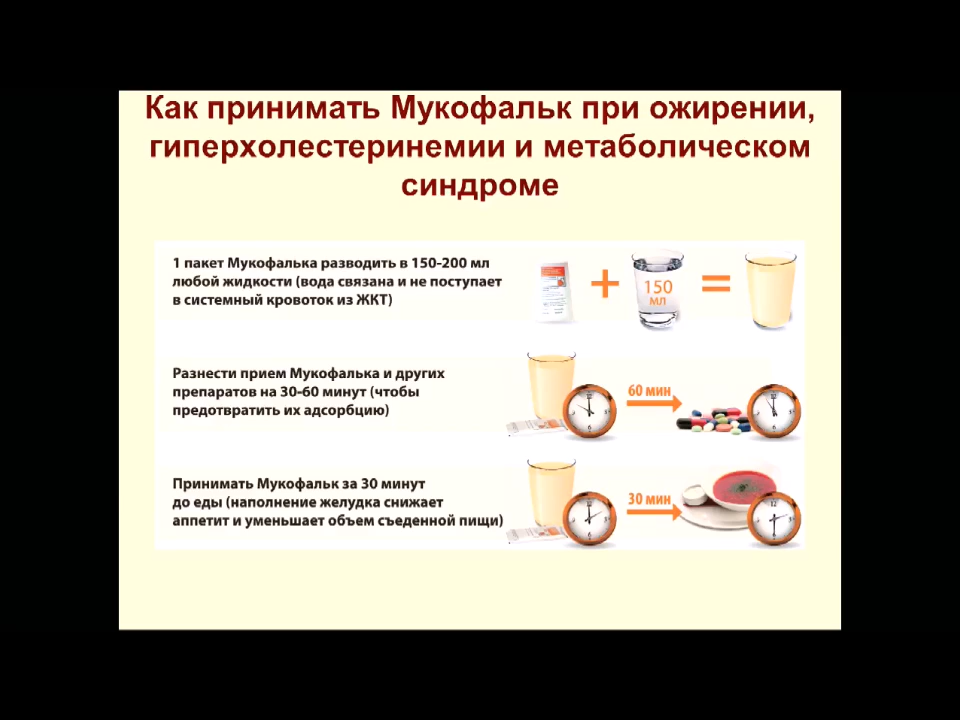 Как принимать Мукофальк при ожирении,
гиперхолестеринемии и метаболическом
синдроме
1 пакет Мукофалька разводить в 150-200 мл
любой жидкости (вода связана и не поступает
в системный кровоток из ЖКТ)
+
150
мл
=
Разнести прием Мукофалька и других
препаратов на 30-60 минут (чтобы
предотвратить их адсорбцию)
60 мин
Принимать Мукофальк за 30 минут
до еды (наполнение желудка снижает
аппетит и уменьшает объем съеденной пищи)
30 мин